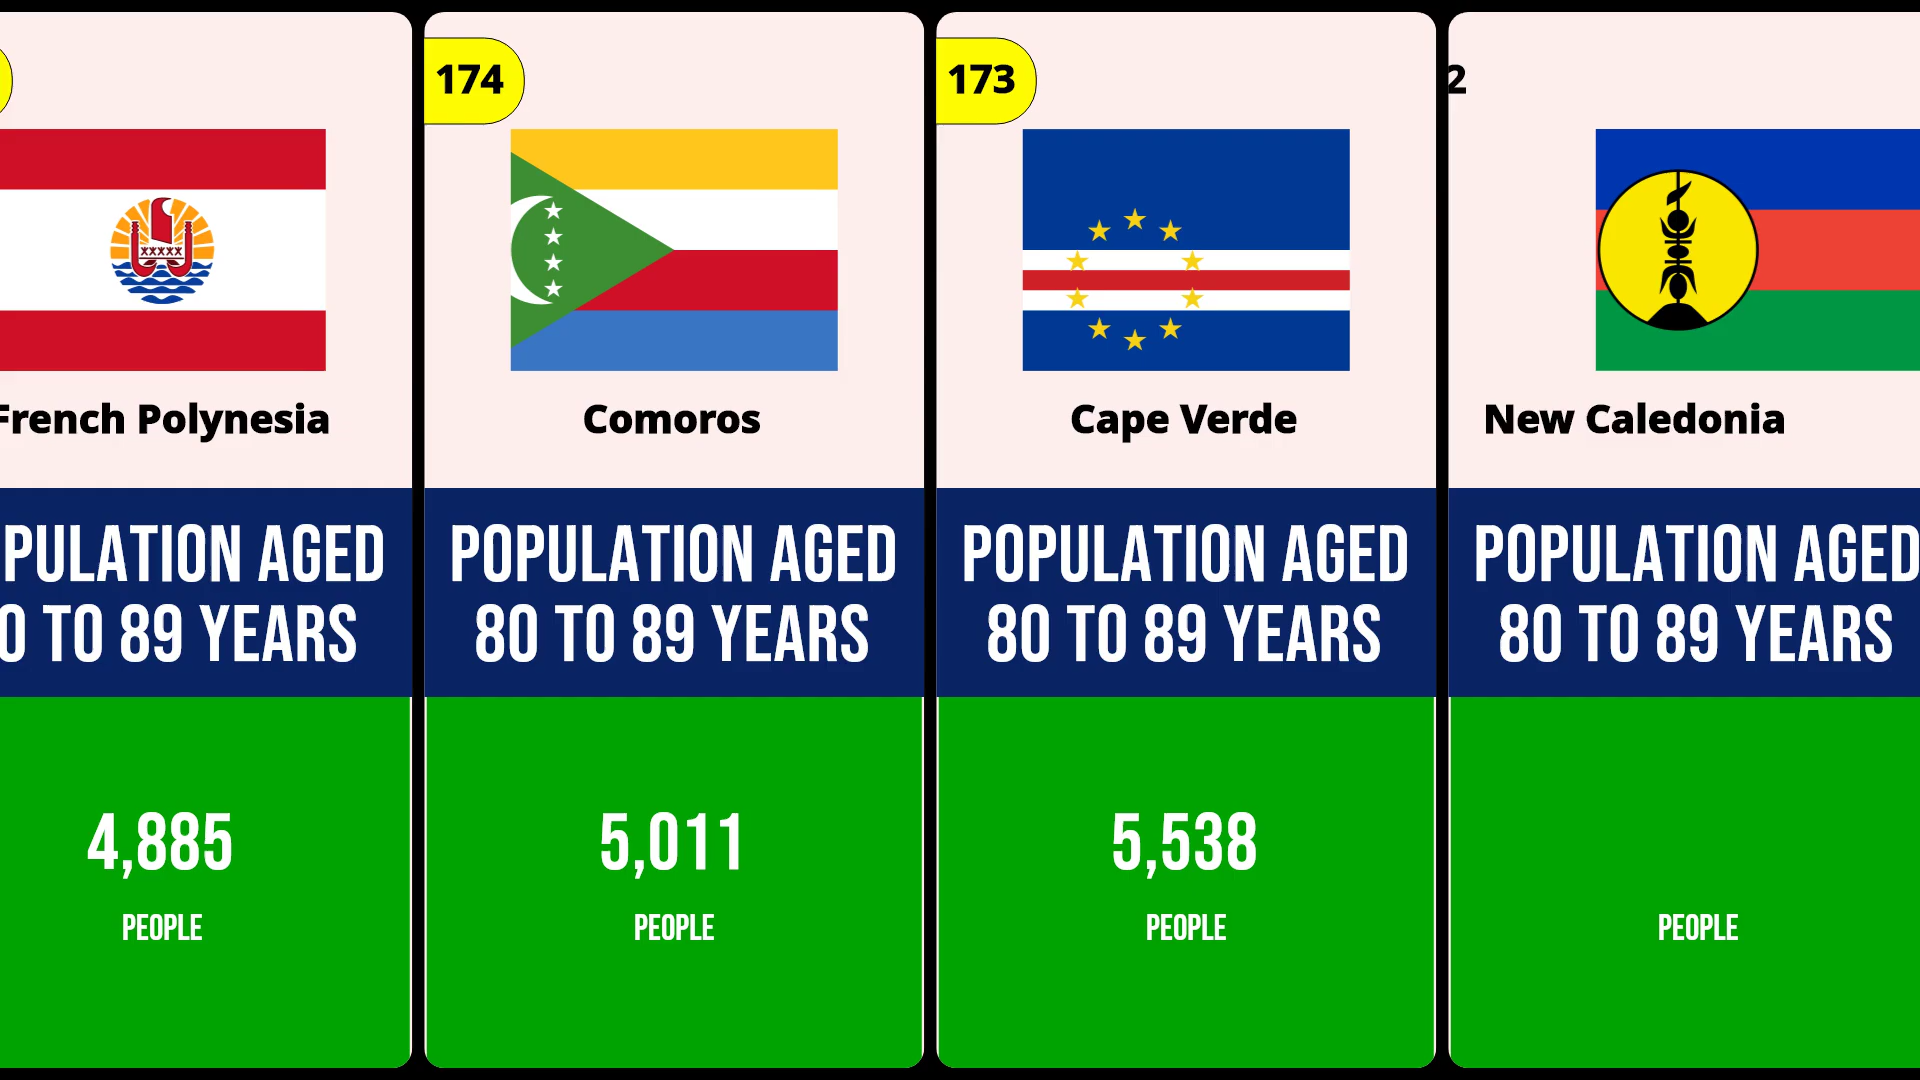 French Polynesia
PULATION AGED
0 TO 89 YEARS
4,885
PEOPLE
174
Comoros
POPULATION AGED
80 TO 89 YEARS
5,011
PEOPLE
173
Cape Verde
POPULATION AGED
80 TO 89 YEARS
5,538
PEOPLE
2
New Caledonia
POPULATION AGED
80 TO 89 YEARS
PEOPLE